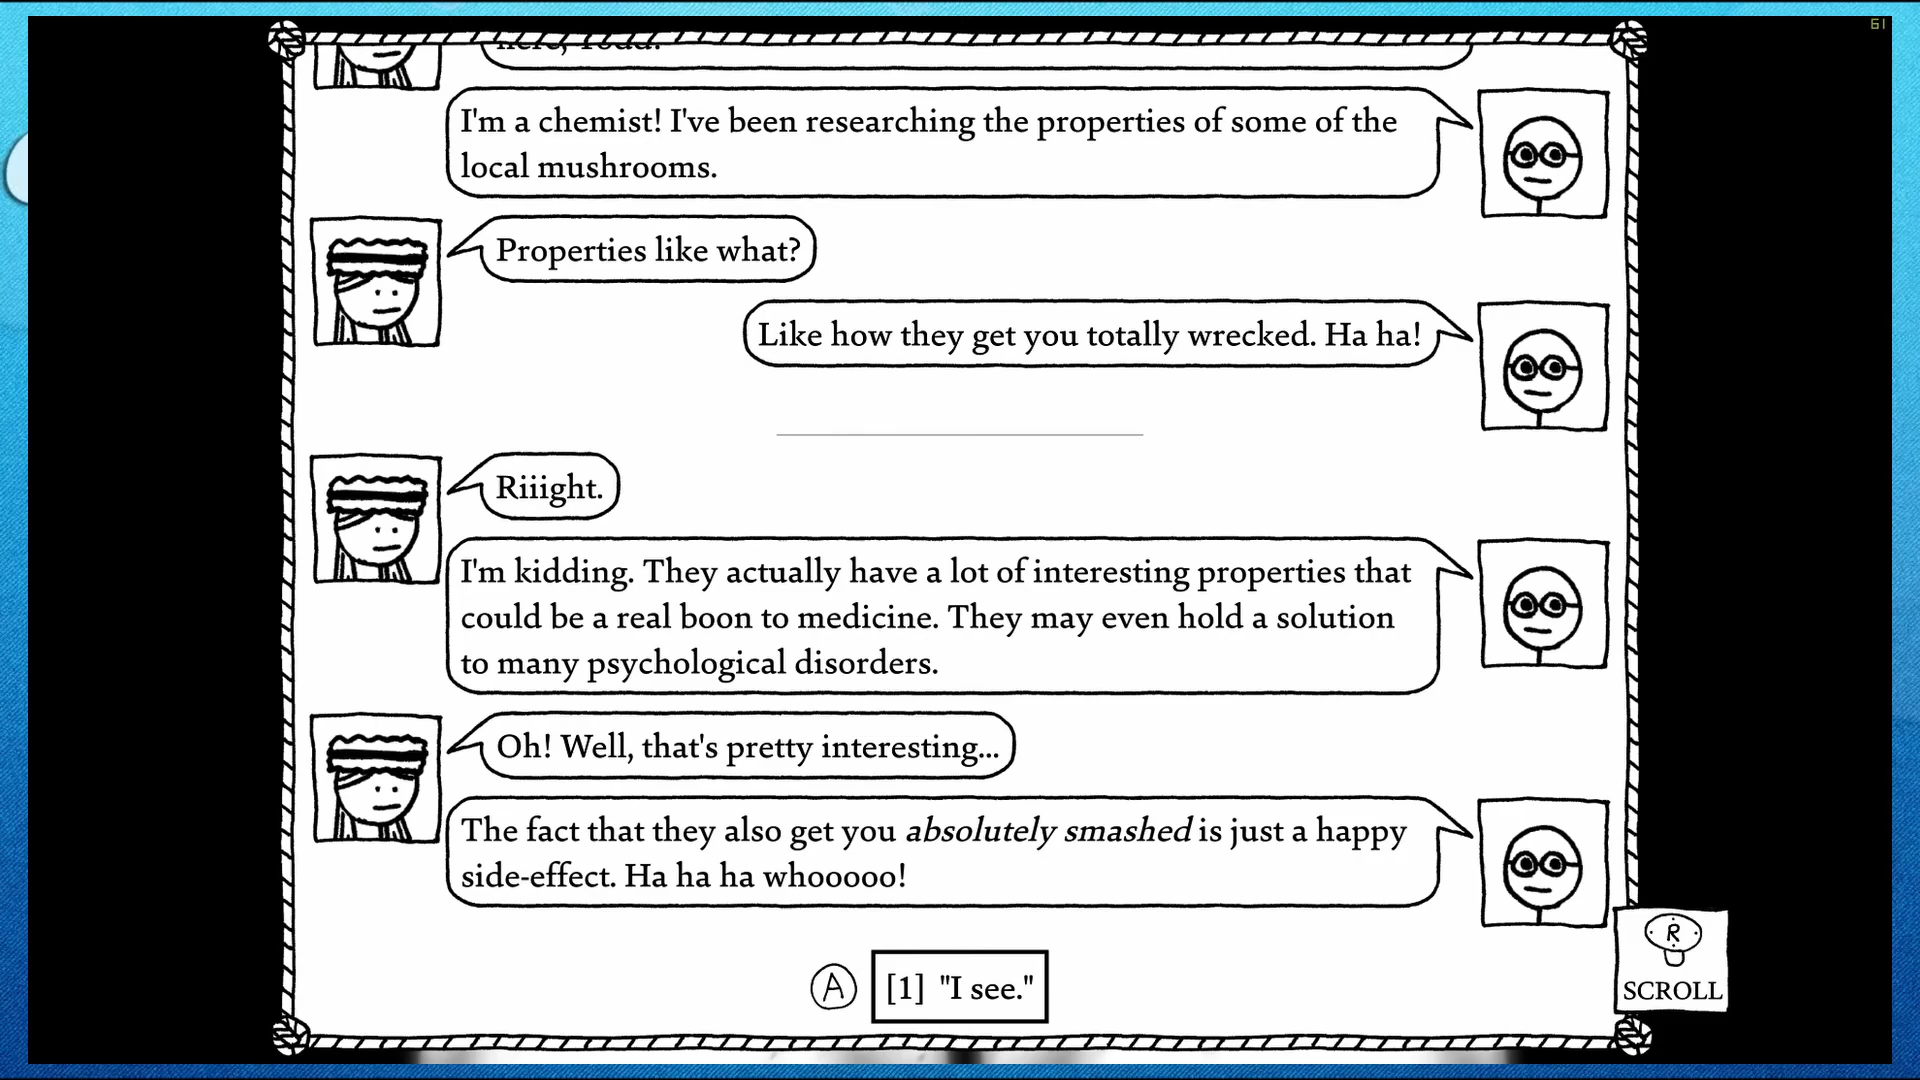 61
I'm a chemist! I've been researching the properties of some of the
local mushrooms.
Properties like what?
Like how they get you totally wrecked. Ha ha!
Riiight.
I'm kidding. They actually have a lot of interesting properties that
could be a real boon to medicine. They may even hold a solution
to many psychological disorders.
Oh! Well, that's pretty interesting...
The fact that they also get you absolutely smashed is just a happy
side-effect. Ha ha ha whooooo!
A [1] "I see."
R
SCROLL